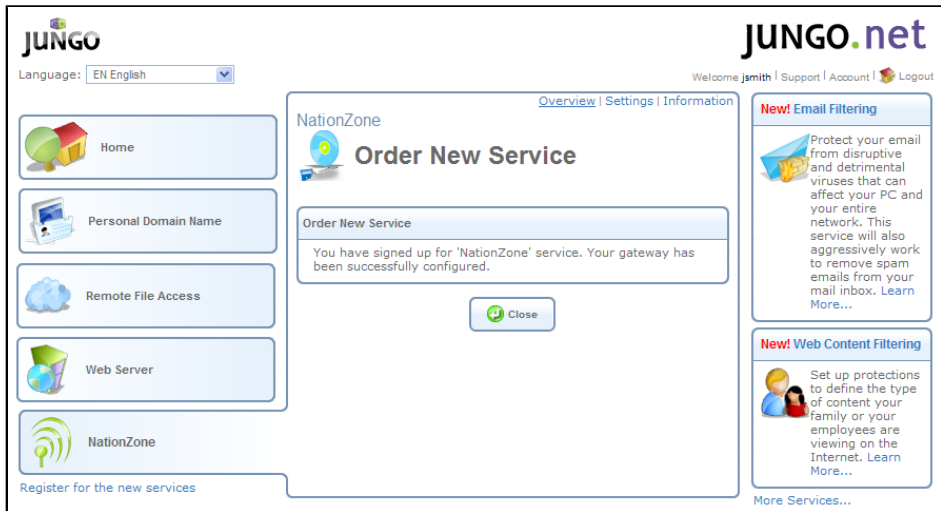 JUNGO
JUNGO.net
Language: EN English
Welcome jsmith | Support | Account | Logout
Home
Personal Domain Name
Remote File Access
Web Server
NationZone
Register for the new services
Overview | Settings | Information
NationZone
Order New Service
Order New Service
You have signed up for 'NationZone' service. Your gateway has
been successfully configured.
Close
New! Email Filtering
Protect your email
from disruptive
and detrimental
viruses that can
affect your PC and
your entire
network. This
service will also
aggressively work
to remove spam
emails from your
mail inbox. Learn
More...
New! Web Content Filtering
Set up protections
to define the type
of content your
family or your
employees are
viewing on the
Internet. Learn
More...
More Services...